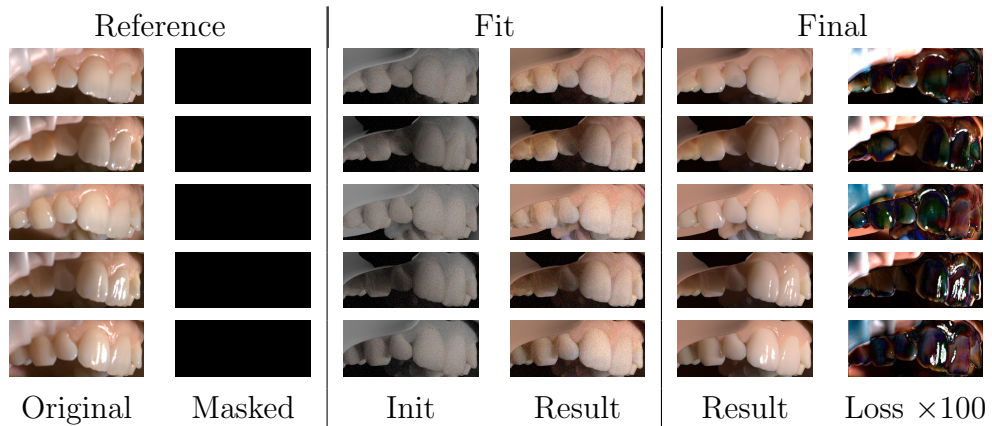 Reference Fit Final
Original Masked Init Result Result Loss ×100